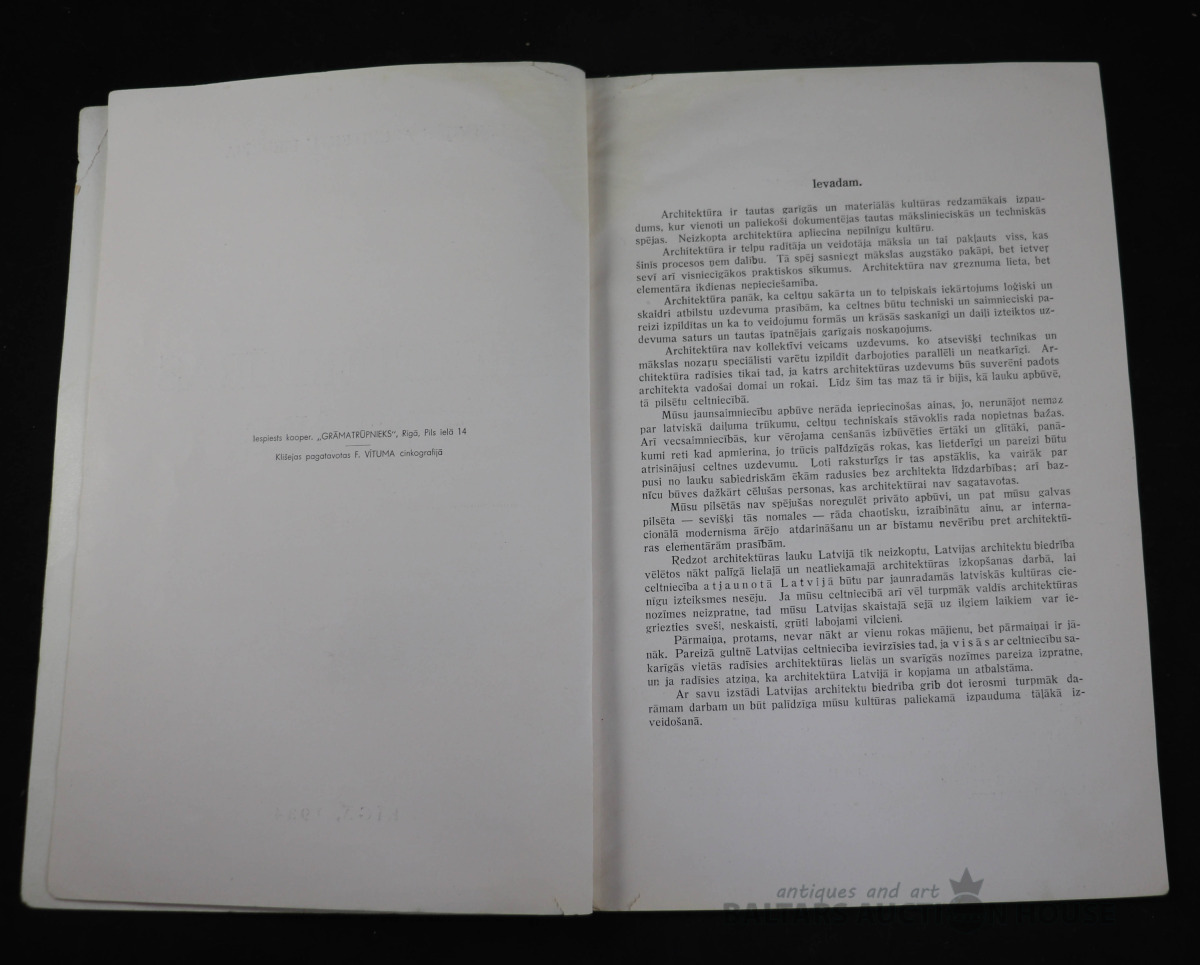 Iespiests kooper. „GRĀMATRŪPNIEKS", Rīgā, Pils ielā 14
Klišejas pagatavotas F. VĪTUMA cinkografijā
Ievadam.
Architektūra ir tautas garīgās un materiālās kultūras redzamākais izpau-
dums, kur vienoti un paliekoši dokumentējas tautas mākslinieciskās un techniskās
spējas. Neizkopta architektūra apliecina nepilnīgu kultūru.
Architektūra ir telpu radītāja un veidotāja māksla un tai pakļauts viss, kas
šinīs procesos ņem dalību. Tā spēj sasniegt mākslas augstāko pakāpi, bet ietver
sevī arī visniecīgākos praktiskos sīkumus. Architektūra nav greznuma lieta, bet
elementāra ikdienas nepieciešamība.
Architektūra panāk, ka celtņu sakārta un to telpiskais iekārtojums loģiski un
skaidri atbilstu uzdevuma prasībām, ka celtnes būtu techniski un saimnieciski pa-
reizi izpildītas un ka to veidojumu formās un krāsās saskanīgi un daiļi izteiktos uz-
devuma saturs un tautas īpatnējais garīgais noskaņojums.
Architektūra nav kollektīvi veicams uzdevums, ko atsevišķi technikas un
mākslas nozaŗu speciālisti varētu izpildīt darbojoties parallēli un neatkarīgi. Ar-
chitektūra radīsies tikai tad, ja katrs architektūras uzdevums būs suverēni padots
architekta vadošai domai un rokai. Līdz šim tas maz tā ir bijis, kā lauku apbūvē,
tā pilsētu celtniecībā.
Mūsu jaunsaimniecību apbūve nerāda iepriecinošas ainas, jo, nerunājot nemaz
par latviskā daiļuma trūkumu, celtņu techniskais stāvoklis rada nopietnas bažas.
Arī vecsaimniecībās, kur vērojama cenšanās izbūvēties ērtāki un glītāki, panā-
kumi reti kad apmierina, jo trūcis palīdzīgās rokas, kas lietderīgi un pareizi būtu
atrisinājusi celtnes uzdevumu. Ļoti raksturīgs ir tas apstāklis, ka vairāk par
pusi no lauku sabiedriskām ēkām radusies bez architekta līdzdarbības; arī baz-
nīcu būves dažkārt cēlušas personas, kas architektūrai nav sagatavotas.
Mūsu pilsētās nav spējušas noregulēt privāto apbūvi, un pat mūsu galvas
pilsēta — sevišķi tās nomales — rāda chaotisku, izraibinātu ainu, ar interna-
cionālā modernisma ārējo atdarināšanu un ar bīstamu nevērību pret architektū-
ras elementārām prasībām.
Redzot architektūras lauku Latvijā tik neizkoptu, Latvijas architektu biedrība
vēlētos nākt palīgā lielajā un neatliekamajā architektūras izkopšanas darbā, lai
celtniecība atjaunotā Latvijā būtu par jaunradamās latviskās kultūras cie-
nīgu izteiksmes nesēju. Ja mūsu celtniecībā arī vēl turpmāk valdīs architektūras
nozīmes neizpratne, tad mūsu Latvijas skaistajā sejā uz ilgiem laikiem var ie-
griezties sveši, neskaisti, grūti labojami vilcieni.
Pārmaiņa, protams, nevar nākt ar vienu rokas mājienu, bet pārmaiņai ir jā-
nāk. Pareizā gultnē Latvijas celtniecība ievirzīsies tad, ja visās ar celtniecību sa-
karīgās vietās radīsies architektūras lielās un svarīgās nozīmes pareiza izpratne,
un ja radīsies atziņa, ka architektūra Latvijā ir kopjama un atbalstāma.
Ar savu izstādi Latvijas architektu biedrība grib dot ierosmi turpmāk da-
rāmam darbam un būt palīdzīga mūsu kultūras paliekamā izpauduma tāļākā iz-
veidošanā.
antiques and art
BALTARS AUCTION HOUSE